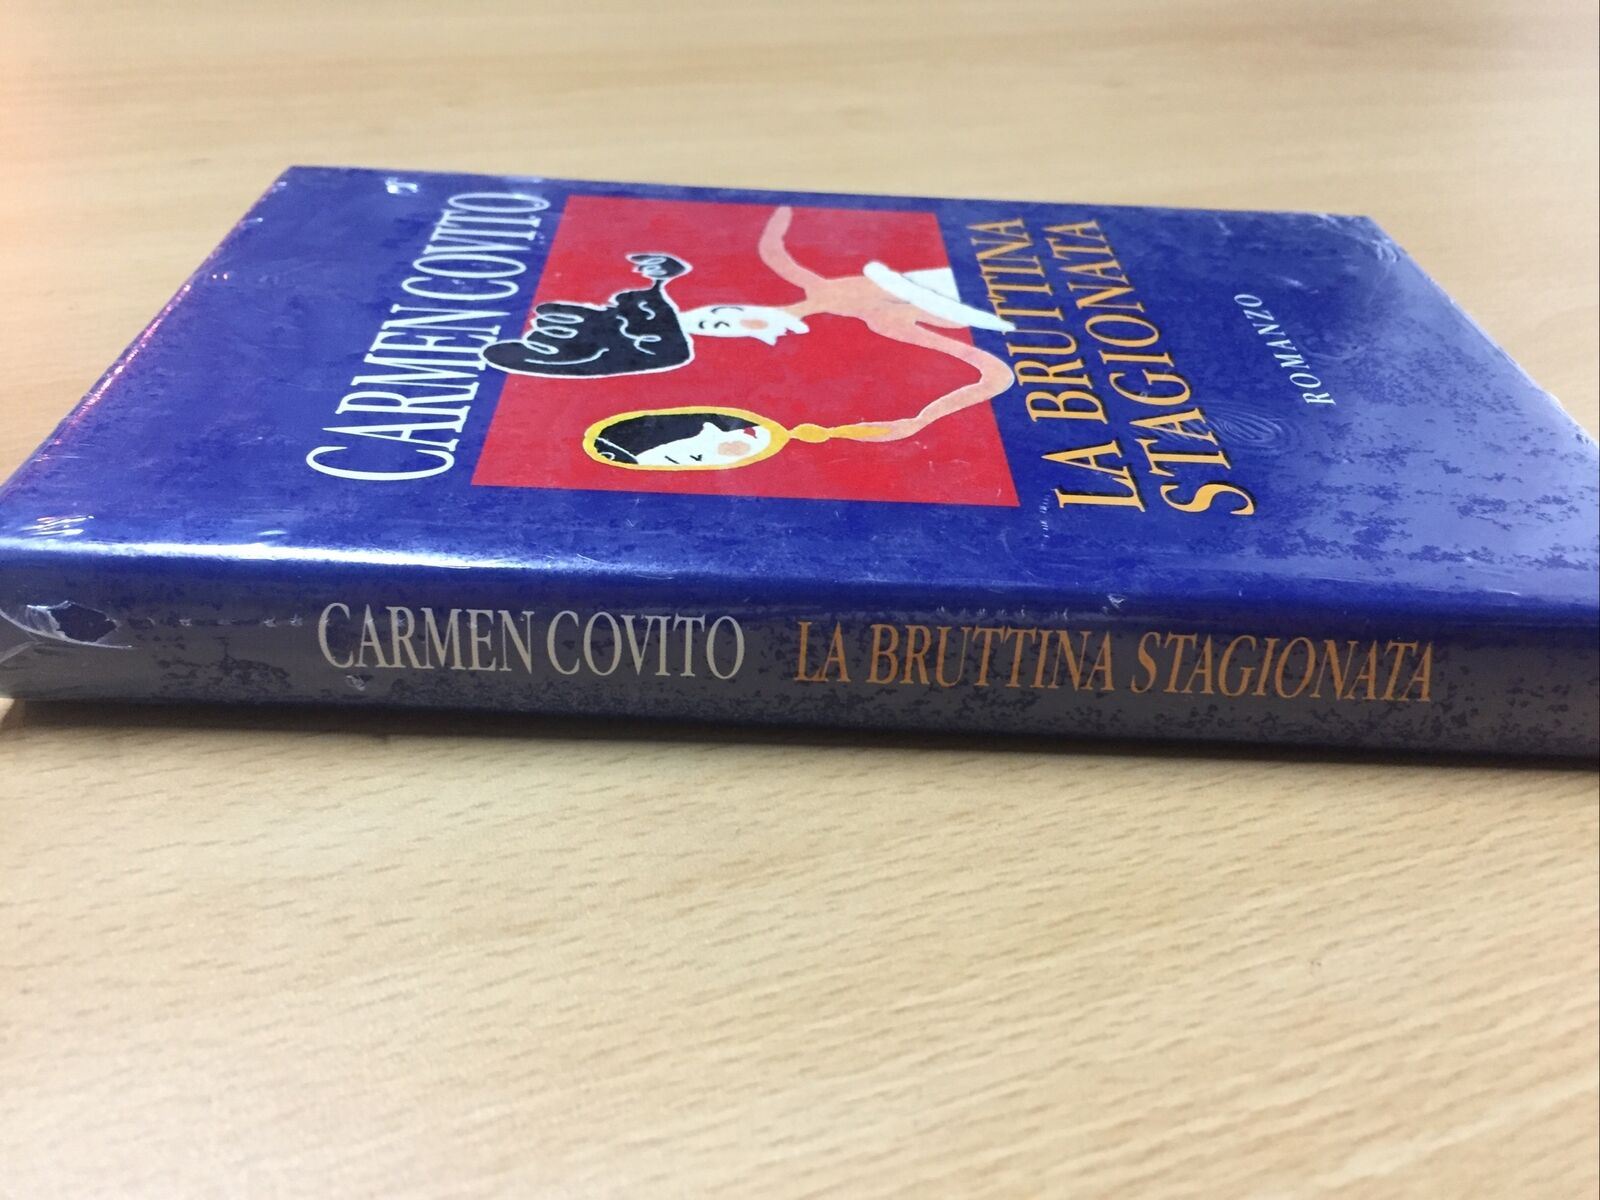 CARMEN COVITO
LA BRUTTINA
STAGIONATA
ROMANZO
CARMEN COVITO LA BRUTTINA STAGIONATA